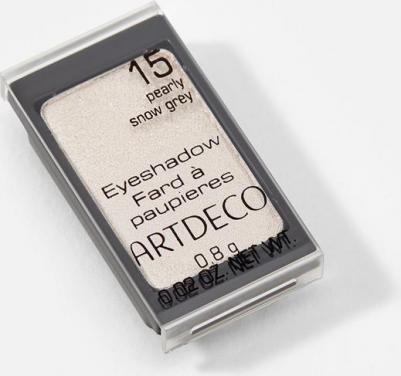 15
pearly
snow grey
Eyeshadow
Fard à
paupieres
ARTDECO
0.8 g
0.02 OZ. NET WT.